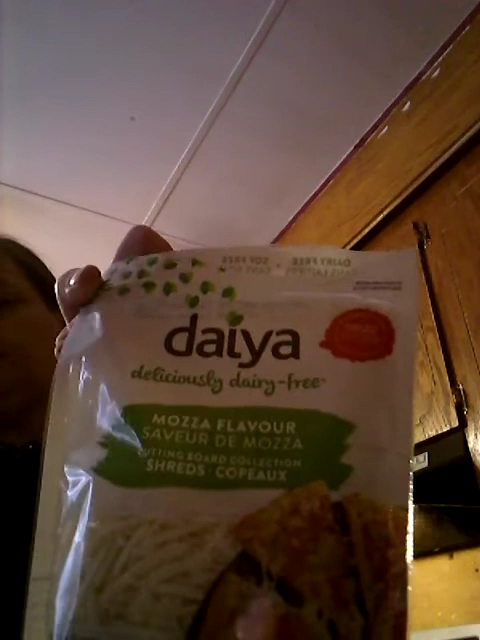 daiya
deliciously dairy-free
MOZZA FLAVOUR
SAVEUR DE MOZZA
CUTTING BOARD COLLECTION
SHREDS · COPEAUX